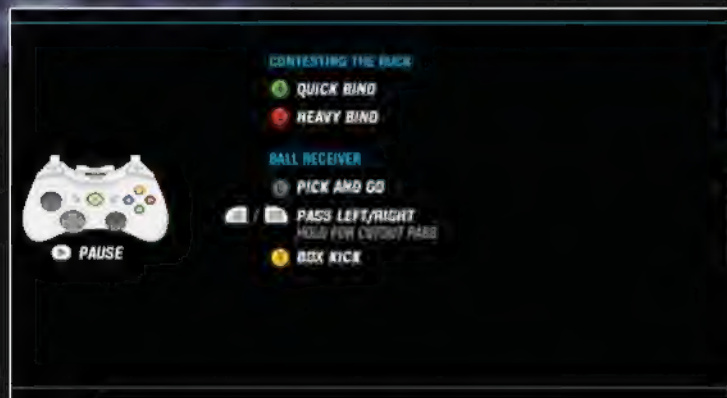 CONTESTING THE RUCK
A QUICK BIND
B HEAVY BIND
BALL RECEIVER
L PICK AND GO
/ PASS LEFT/RIGHT
HOLD FOR CUTOUT PASS
Y BOX KICK
PAUSE